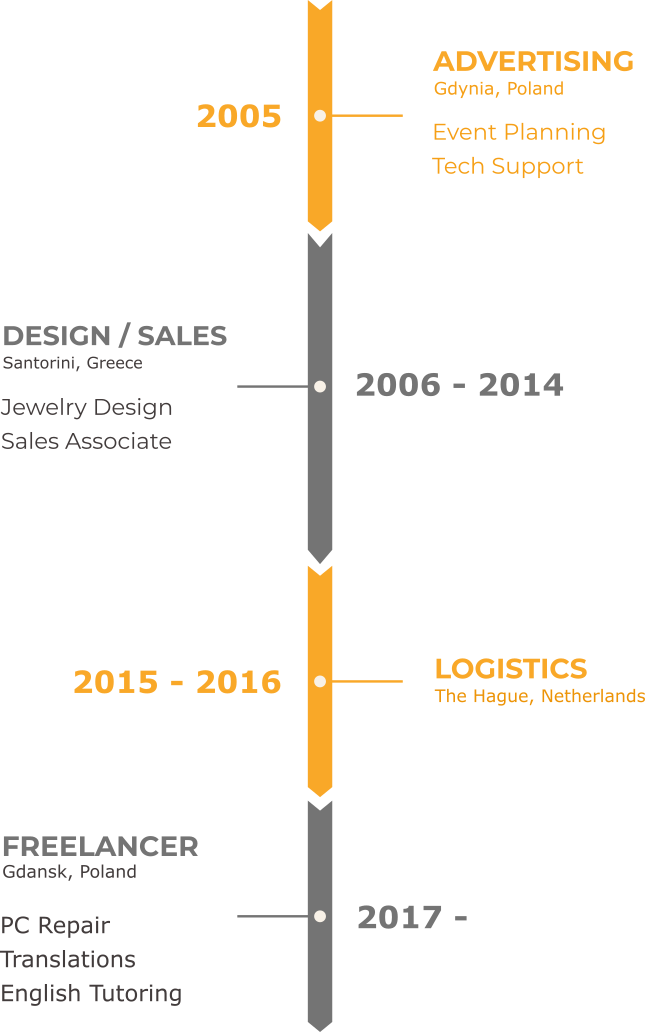 2005
ADVERTISING
Gdynia, Poland
Event Planning
Tech Support
DESIGN / SALES
Santorini, Greece
Jewelry Design
Sales Associate
2006 - 2014
2015 - 2016
LOGISTICS
The Hague, Netherlands
FREELANCER
Gdansk, Poland
PC Repair
Translations
English Tutoring
2017 -